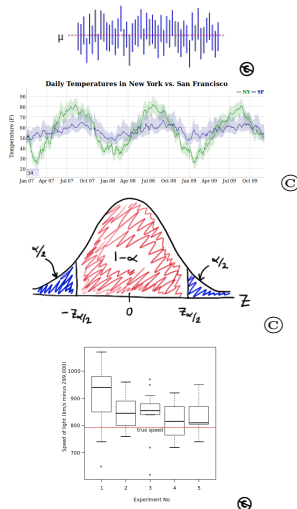 μ
©
Daily Temperatures in New York vs. San Francisco
NY SF
Temperature (F)
90
80
70
60
50
40
30
20
14
Jan 07 Apr 07 Jul 07 Oct 07 Jan 08 Apr 08 Jul 08 Oct 08 Jan 09 Apr 09 Jul 09 Oct 09
©
α/2
1-α
α/2
-Zα/2
0
Zα/2
Z
©
Speed of light (km/s minus 299,000)
1000
900
800
700
true speed
1 2 3 4 5
Experiment No.
©